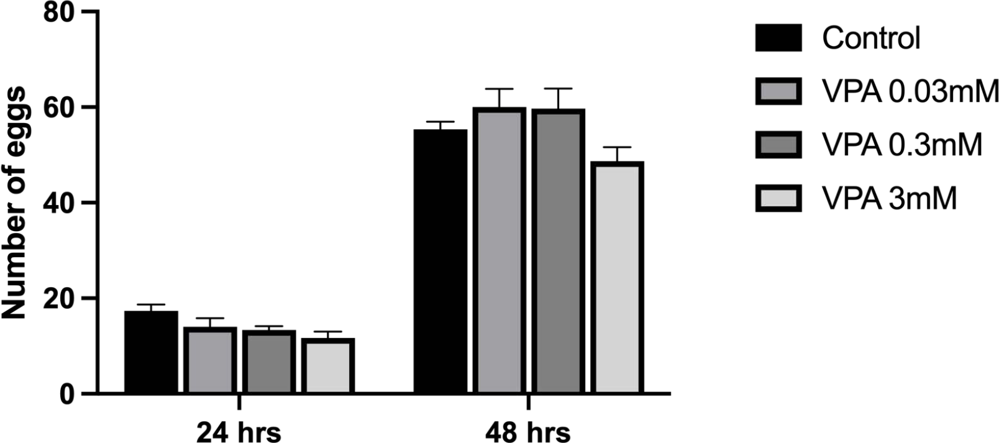 Number of eggs
80
60
40
20
0
24 hrs
48 hrs
Control
VPA 0.03mM
VPA 0.3mM
VPA 3mM